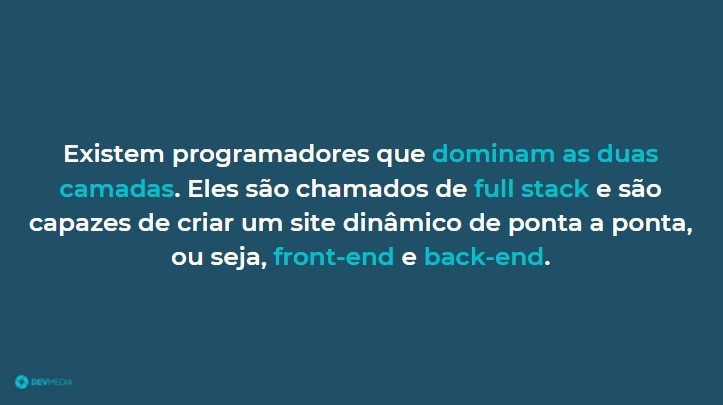 Existem programadores que dominam as duas
camadas. Eles são chamados de full stack e são
capazes de criar um site dinâmico de ponta a ponta,
ou seja, front-end e back-end.
DEVMEDIA